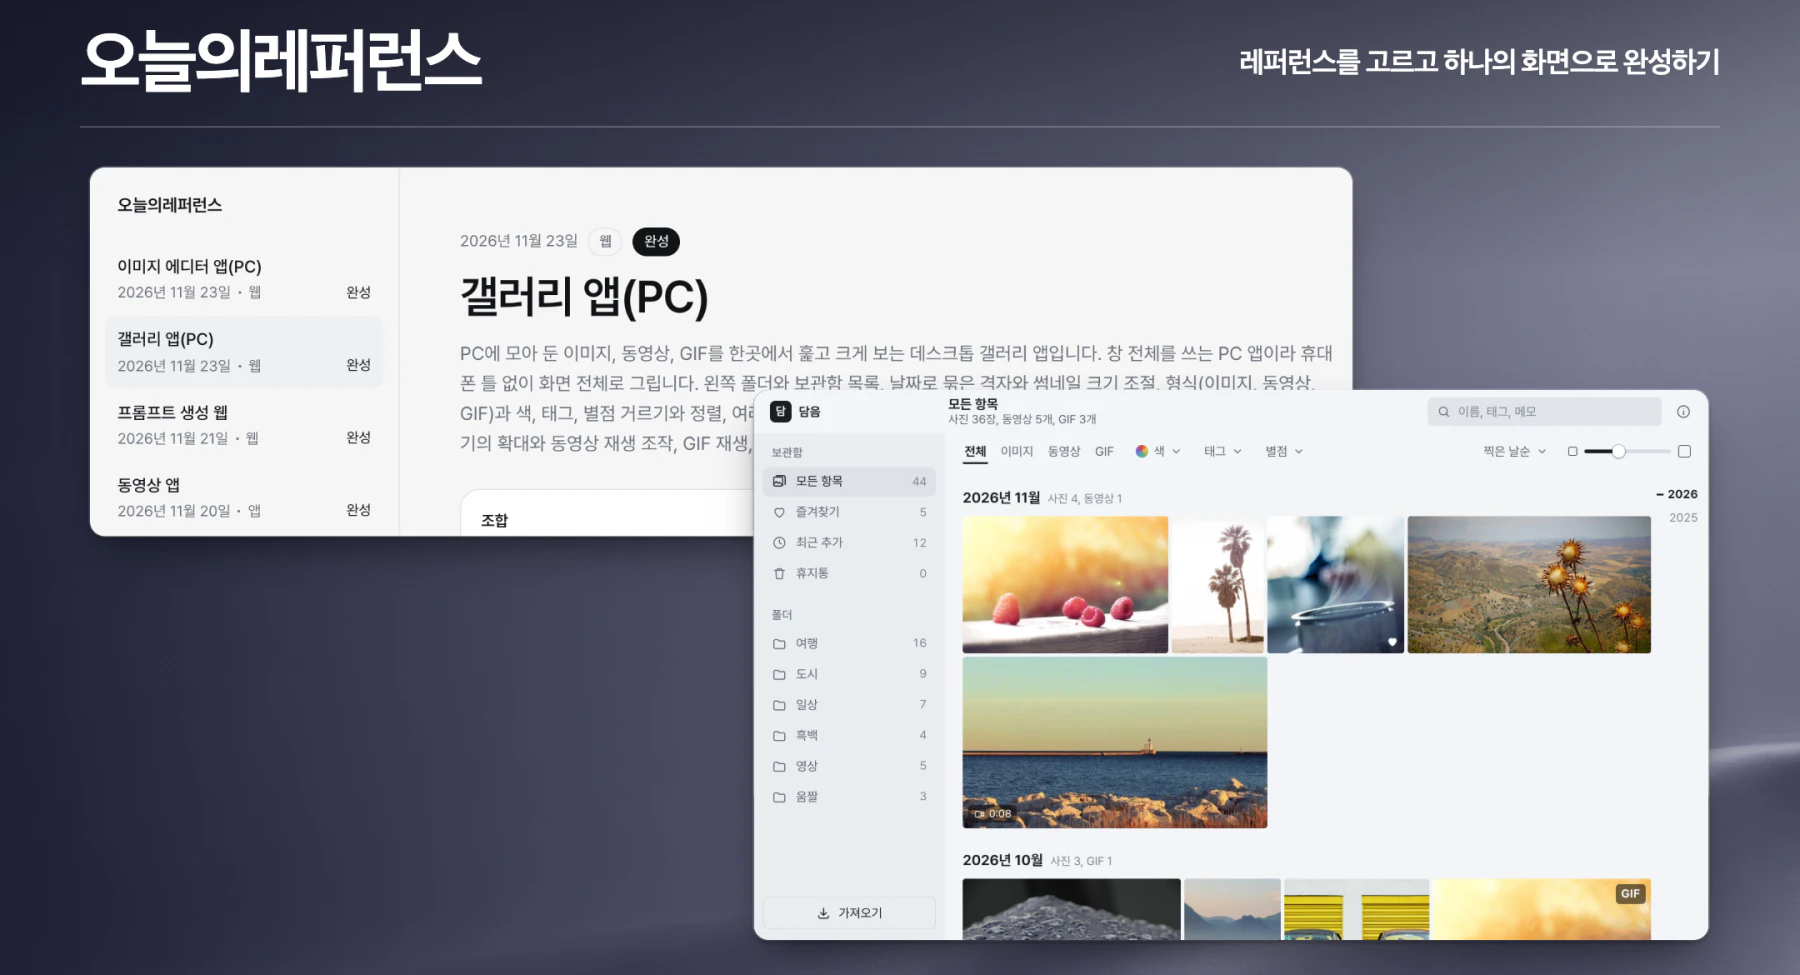 오늘의레퍼런스
레퍼런스를 고르고 하나의 화면으로 완성하기
오늘의레퍼런스
이미지 에디터 앱(PC)
2026년 11월 23일 • 웹 완성
갤러리 앱(PC)
2026년 11월 23일 • 웹 완성
프롬프트 생성 웹
2026년 11월 21일 • 웹 완성
동영상 앱
2026년 11월 20일 • 앱 완성
2026년 11월 23일 웹 완성
갤러리 앱(PC)
PC에 모아 둔 이미지, 동영상, GIF를 한곳에서 훑고 크게 보는 데스크톱 갤러리 앱입니다. 창 전체를 쓰는 PC 앱이라 휴대
폰 틀 없이 화면 전체로 그립니다. 왼쪽 폴더와 보관함 목록, 날짜로 묶은 격자와 썸네일 크기 조절, 형식(이미지, 동영상,
GIF)과 색, 태그, 별점 거르기와 정렬,
기의 확대와 동영상 재생 조작, GIF 재생,
조합
담 담음
보관함
모든 항목 44
즐겨찾기 5
최근 추가 12
휴지통 0
폴더
여행 16
도시 9
일상 7
흑백 4
영상 5
움짤 3
가져오기
모든 항목
사진 36장, 동영상 5개, GIF 3개
이름, 태그, 메모
전체 이미지 동영상 GIF 색 태그 별점 찍은 날순
2026년 11월 사진 4, 동영상 1
2026
2025
0:08
2026년 10월 사진 3, GIF 1
GIF